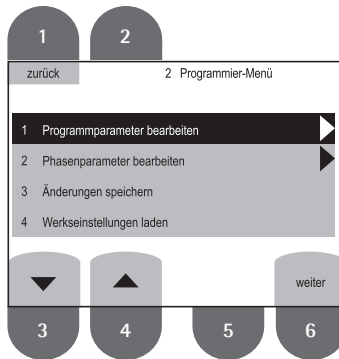 1 2
zurück 2 Programmier-Menü
1 Programmparameter bearbeiten
2 Phasenparameter bearbeiten
3 Änderungen speichern
4 Werkseinstellungen laden
weiter
3 4 5 6